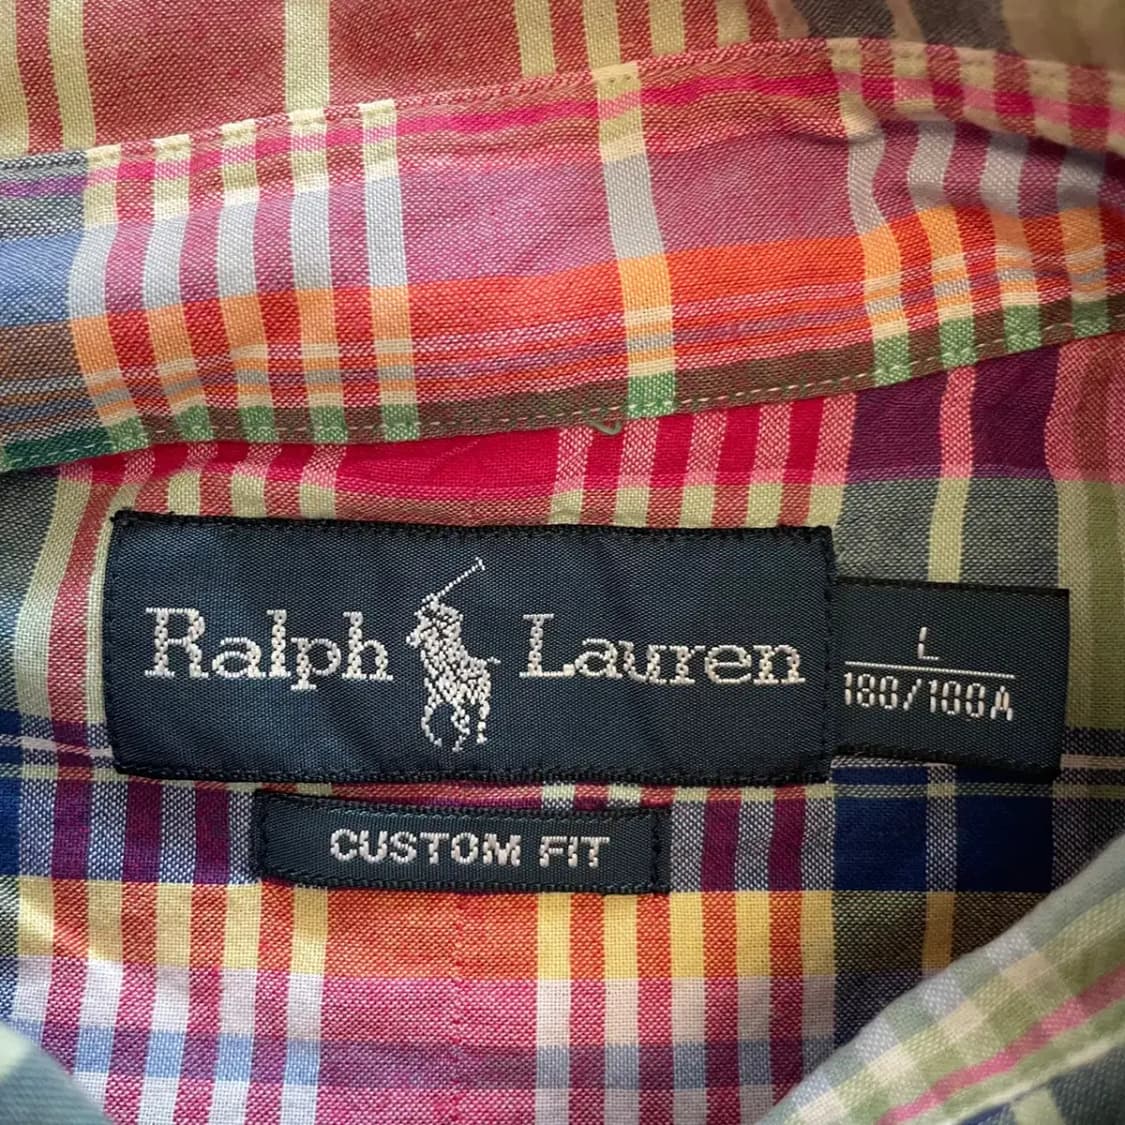 Ralph Lauren
L
180/100A
CUSTOM FIT